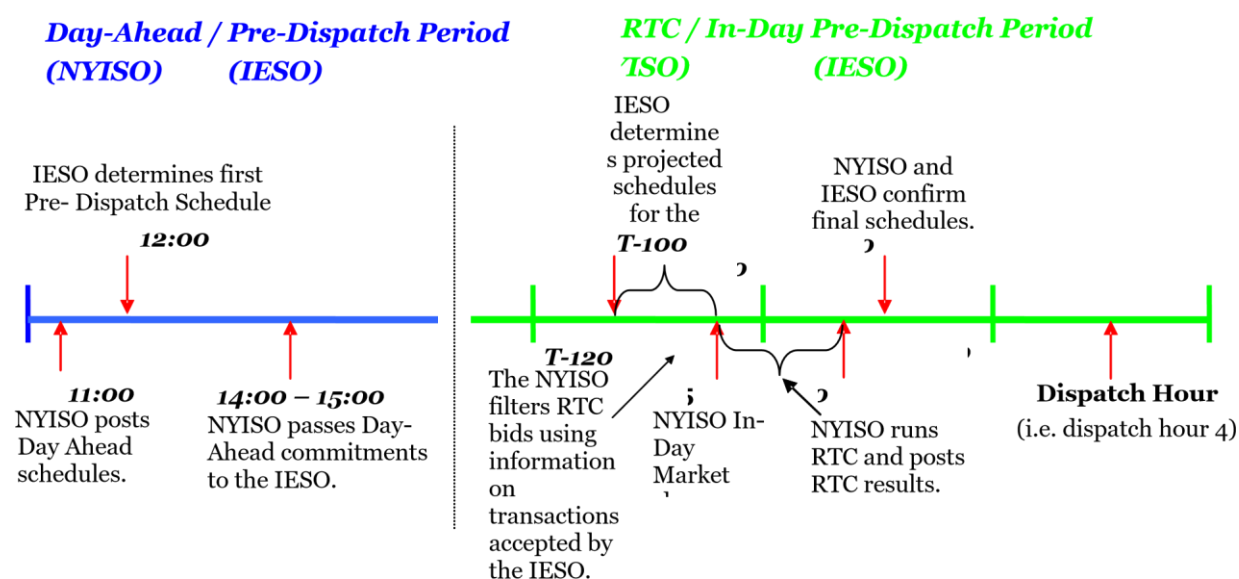 Day-Ahead / Pre-Dispatch Period
(NYISO) (IESO)
RTC / In-Day Pre-Dispatch Period
(IESO)
IESO determines first
Pre- Dispatch Schedule
12:00
11:00
NYISO posts
Day Ahead
schedules.
14:00 – 15:00
NYISO passes Day-
Ahead commitments
to the IESO.
IESO
determine
s projected
schedules
for the
T-100
NYISO and
IESO confirm
final schedules.
T-120
The NYISO
filters RTC
bids using
information
on
transactions
accepted by
the IESO.
NYISO In-
Day
Market
NYISO runs
RTC and posts
RTC results.
Dispatch Hour
(i.e. dispatch hour 4)